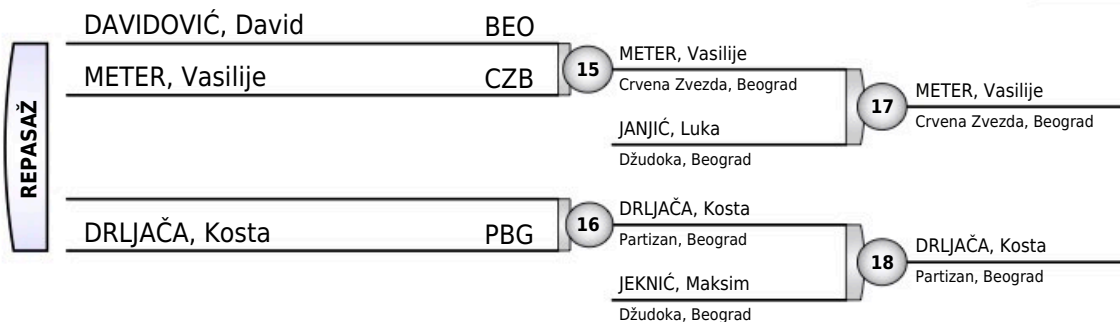 REPASAŽ
DAVIDOVIĆ, David BEO
METER, Vasilije CZB
DRLJAČA, Kosta PBG
15
METER, Vasilije
Crvena Zvezda, Beograd
JANJIĆ, Luka
Džudoka, Beograd
16
DRLJAČA, Kosta
Partizan, Beograd
JEKNIĆ, Maksim
Džudoka, Beograd
17
METER, Vasilije
Crvena Zvezda, Beograd
18
DRLJAČA, Kosta
Partizan, Beograd